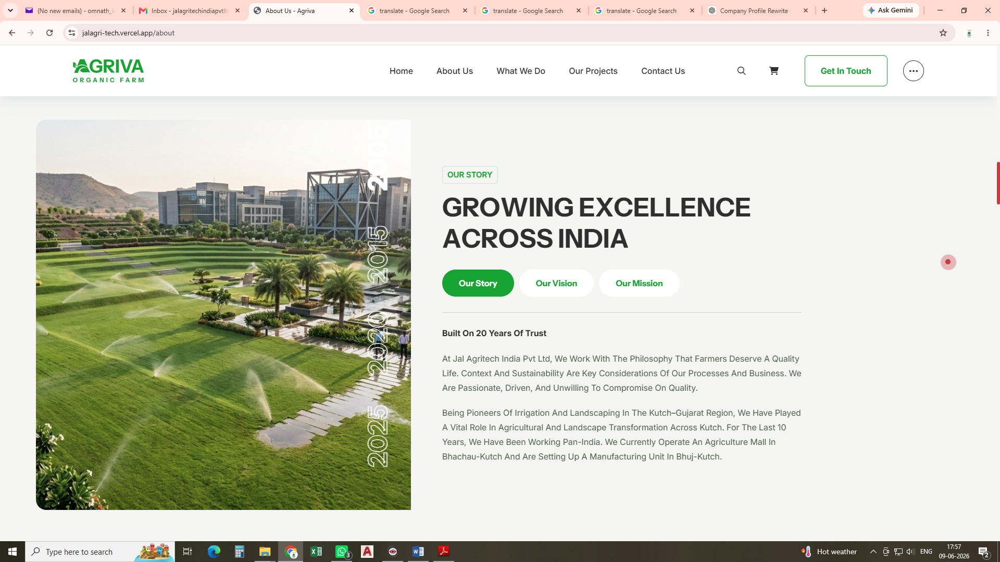 (No new emails) - omnath_i
Inbox - jalagritechindiapvtlt
About Us - Agriva
translate - Google Search
translate - Google Search
translate - Google Search
Company Profile Rewrite
Ask Gemini
jalagri-tech.vercel.app/about
AGRIVA
ORGANIC FARM
Home
About Us
What We Do
Our Projects
Contact Us
Get In Touch
2005
2015
2020
2025
OUR STORY
GROWING EXCELLENCE
ACROSS INDIA
Our Story
Our Vision
Our Mission
Built On 20 Years Of Trust
At Jal Agritech India Pvt Ltd, We Work With The Philosophy That Farmers Deserve A Quality
Life. Context And Sustainability Are Key Considerations Of Our Processes And Business. We
Are Passionate, Driven, And Unwilling To Compromise On Quality.
Being Pioneers Of Irrigation And Landscaping In The Kutch–Gujarat Region, We Have Played
A Vital Role In Agricultural And Landscape Transformation Across Kutch. For The Last 10
Years, We Have Been Working Pan-India. We Currently Operate An Agriculture Mall In
Bhachau-Kutch And Are Setting Up A Manufacturing Unit In Bhuj-Kutch.
Type here to search
3
Hot weather
ENG
17:57
09-06-2026
2